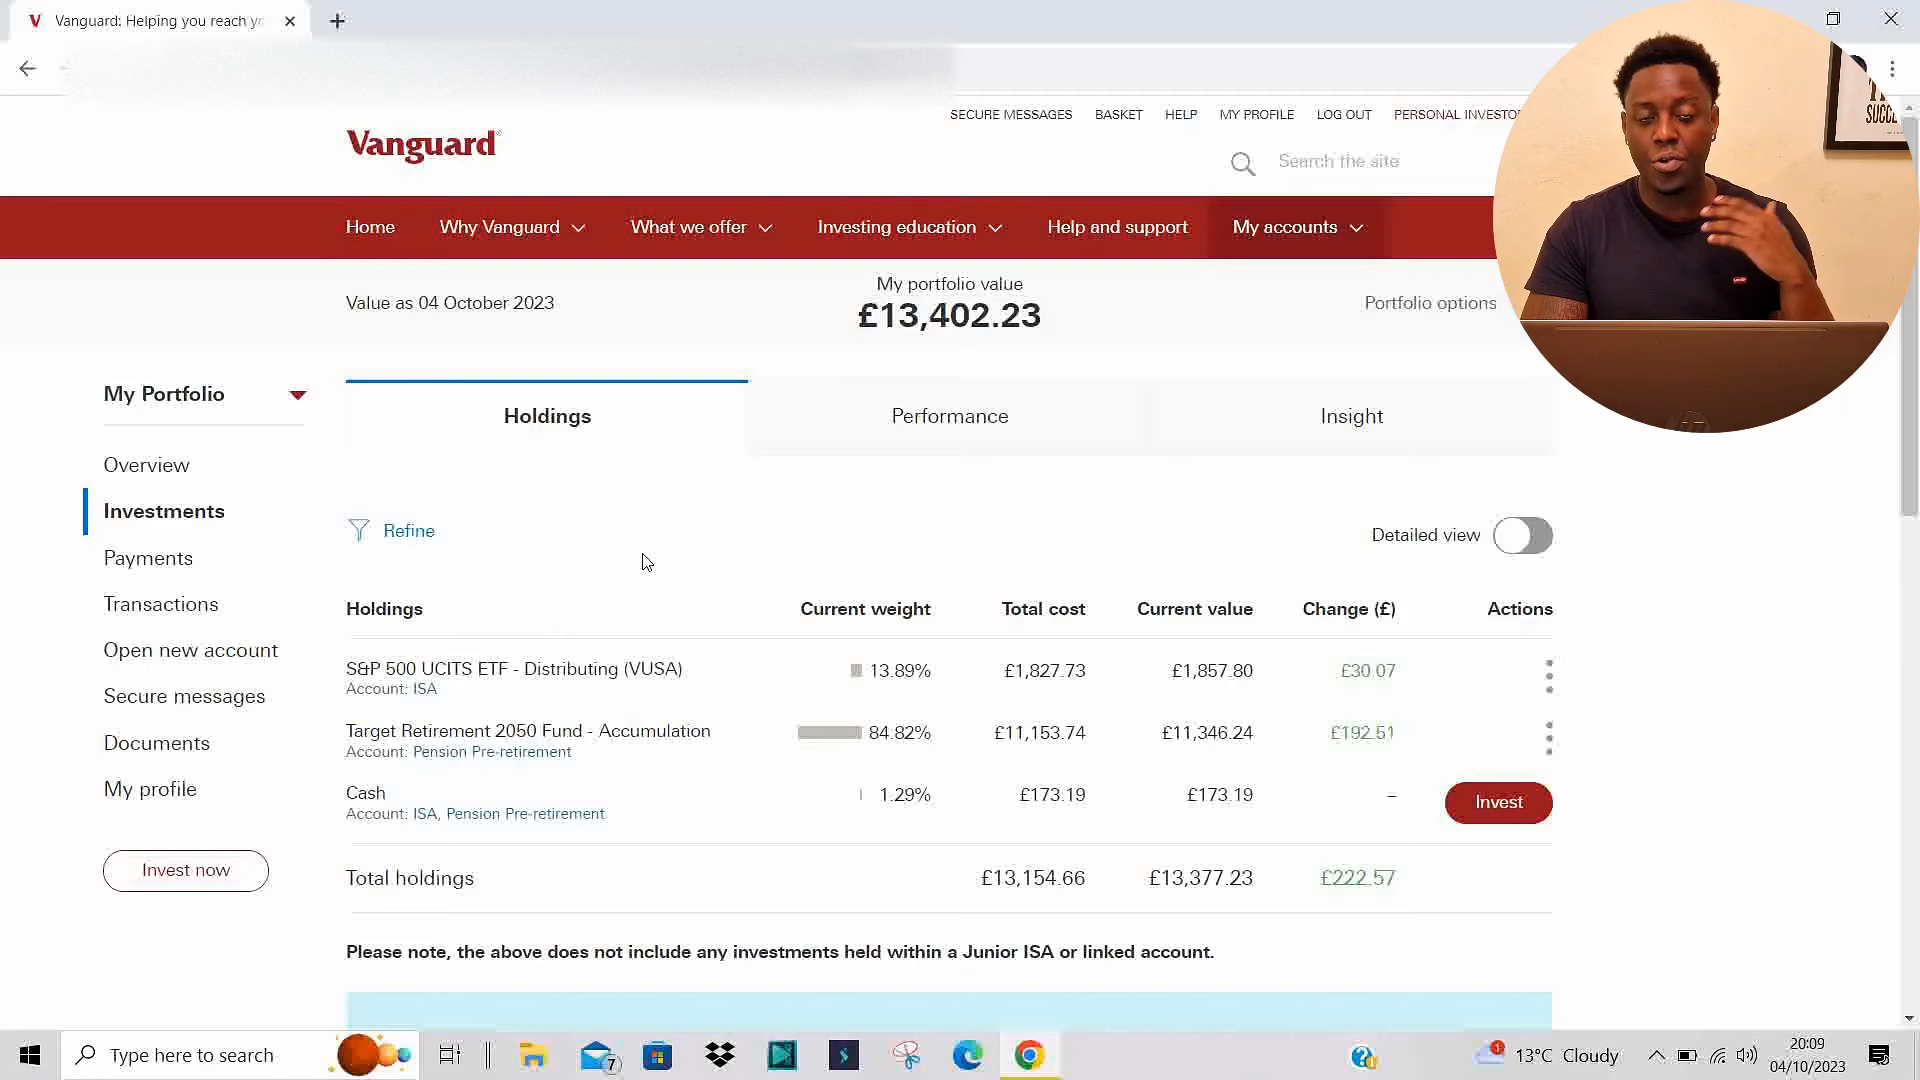 Vanguard: Helping you reach yo
SECURE MESSAGES BASKET HELP MY PROFILE LOG OUT PERSONAL INVESTO
Vanguard
Search the site
SUCC
Home Why Vanguard What we offer Investing education Help and support My accounts
My portfolio value
Value as 04 October 2023 £13,402.23 Portfolio options
My Portfolio
Holdings Performance Insight
Overview
Investments
Payments
Transactions
Open new account
Secure messages
Documents
My profile
Invest now
Refine Detailed view
Holdings Current weight Total cost Current value Change (£) Actions
S&P 500 UCITS ETF - Distributing (VUSA) 13.89% £1,827.73 £1,857.80 £30.07
Account: ISA
Target Retirement 2050 Fund - Accumulation 84.82% £11,153.74 £11,346.24 £192.51
Account: Pension Pre-retirement
Cash 1.29% £173.19 £173.19 – Invest
Account: ISA, Pension Pre-retirement
Total holdings £13,154.66 £13,377.23 £222.57
Please note, the above does not include any investments held within a Junior ISA or linked account.
Type here to search 7 1 13°C Cloudy 20:09
04/10/2023